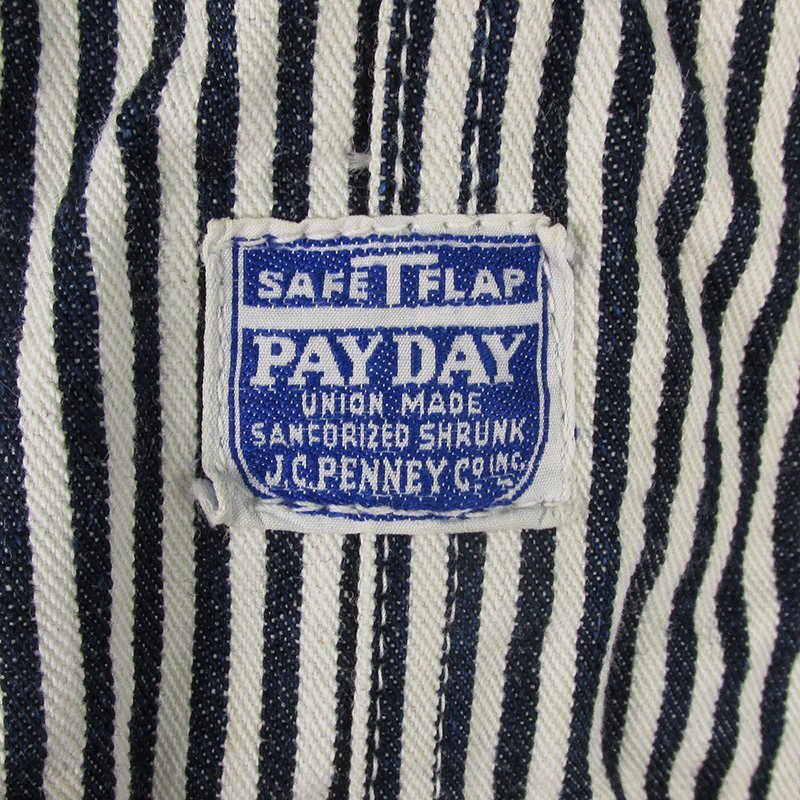 SAFE T FLAP
PAY DAY
UNION MADE
SANFORIZED SHRUNK
J.C. PENNEY CO. INC.